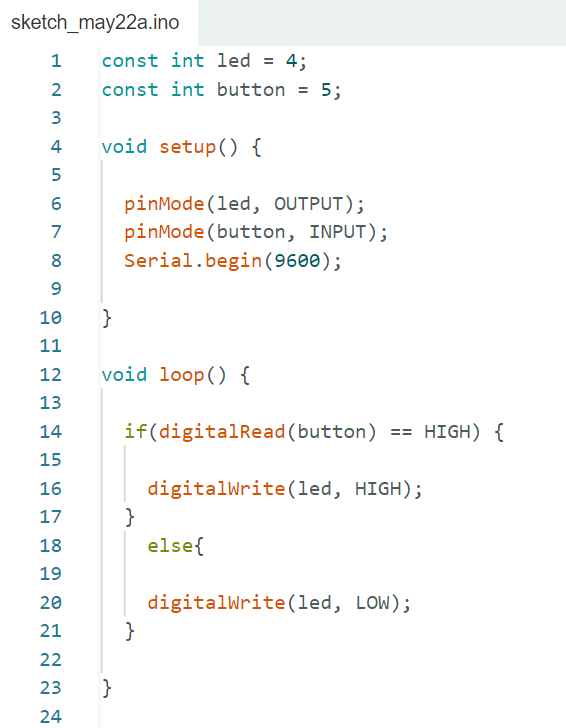 sketch_may22a.ino
1 const int led = 4;
2 const int button = 5;
3
4 void setup() {
5
6 pinMode(led, OUTPUT);
7 pinMode(button, INPUT);
8 Serial.begin(9600);
9
10 }
11
12 void loop() {
13
14 if(digitalRead(button) == HIGH) {
15
16 digitalWrite(led, HIGH);
17 }
18 else{
19
20 digitalWrite(led, LOW);
21 }
22
23 }
24